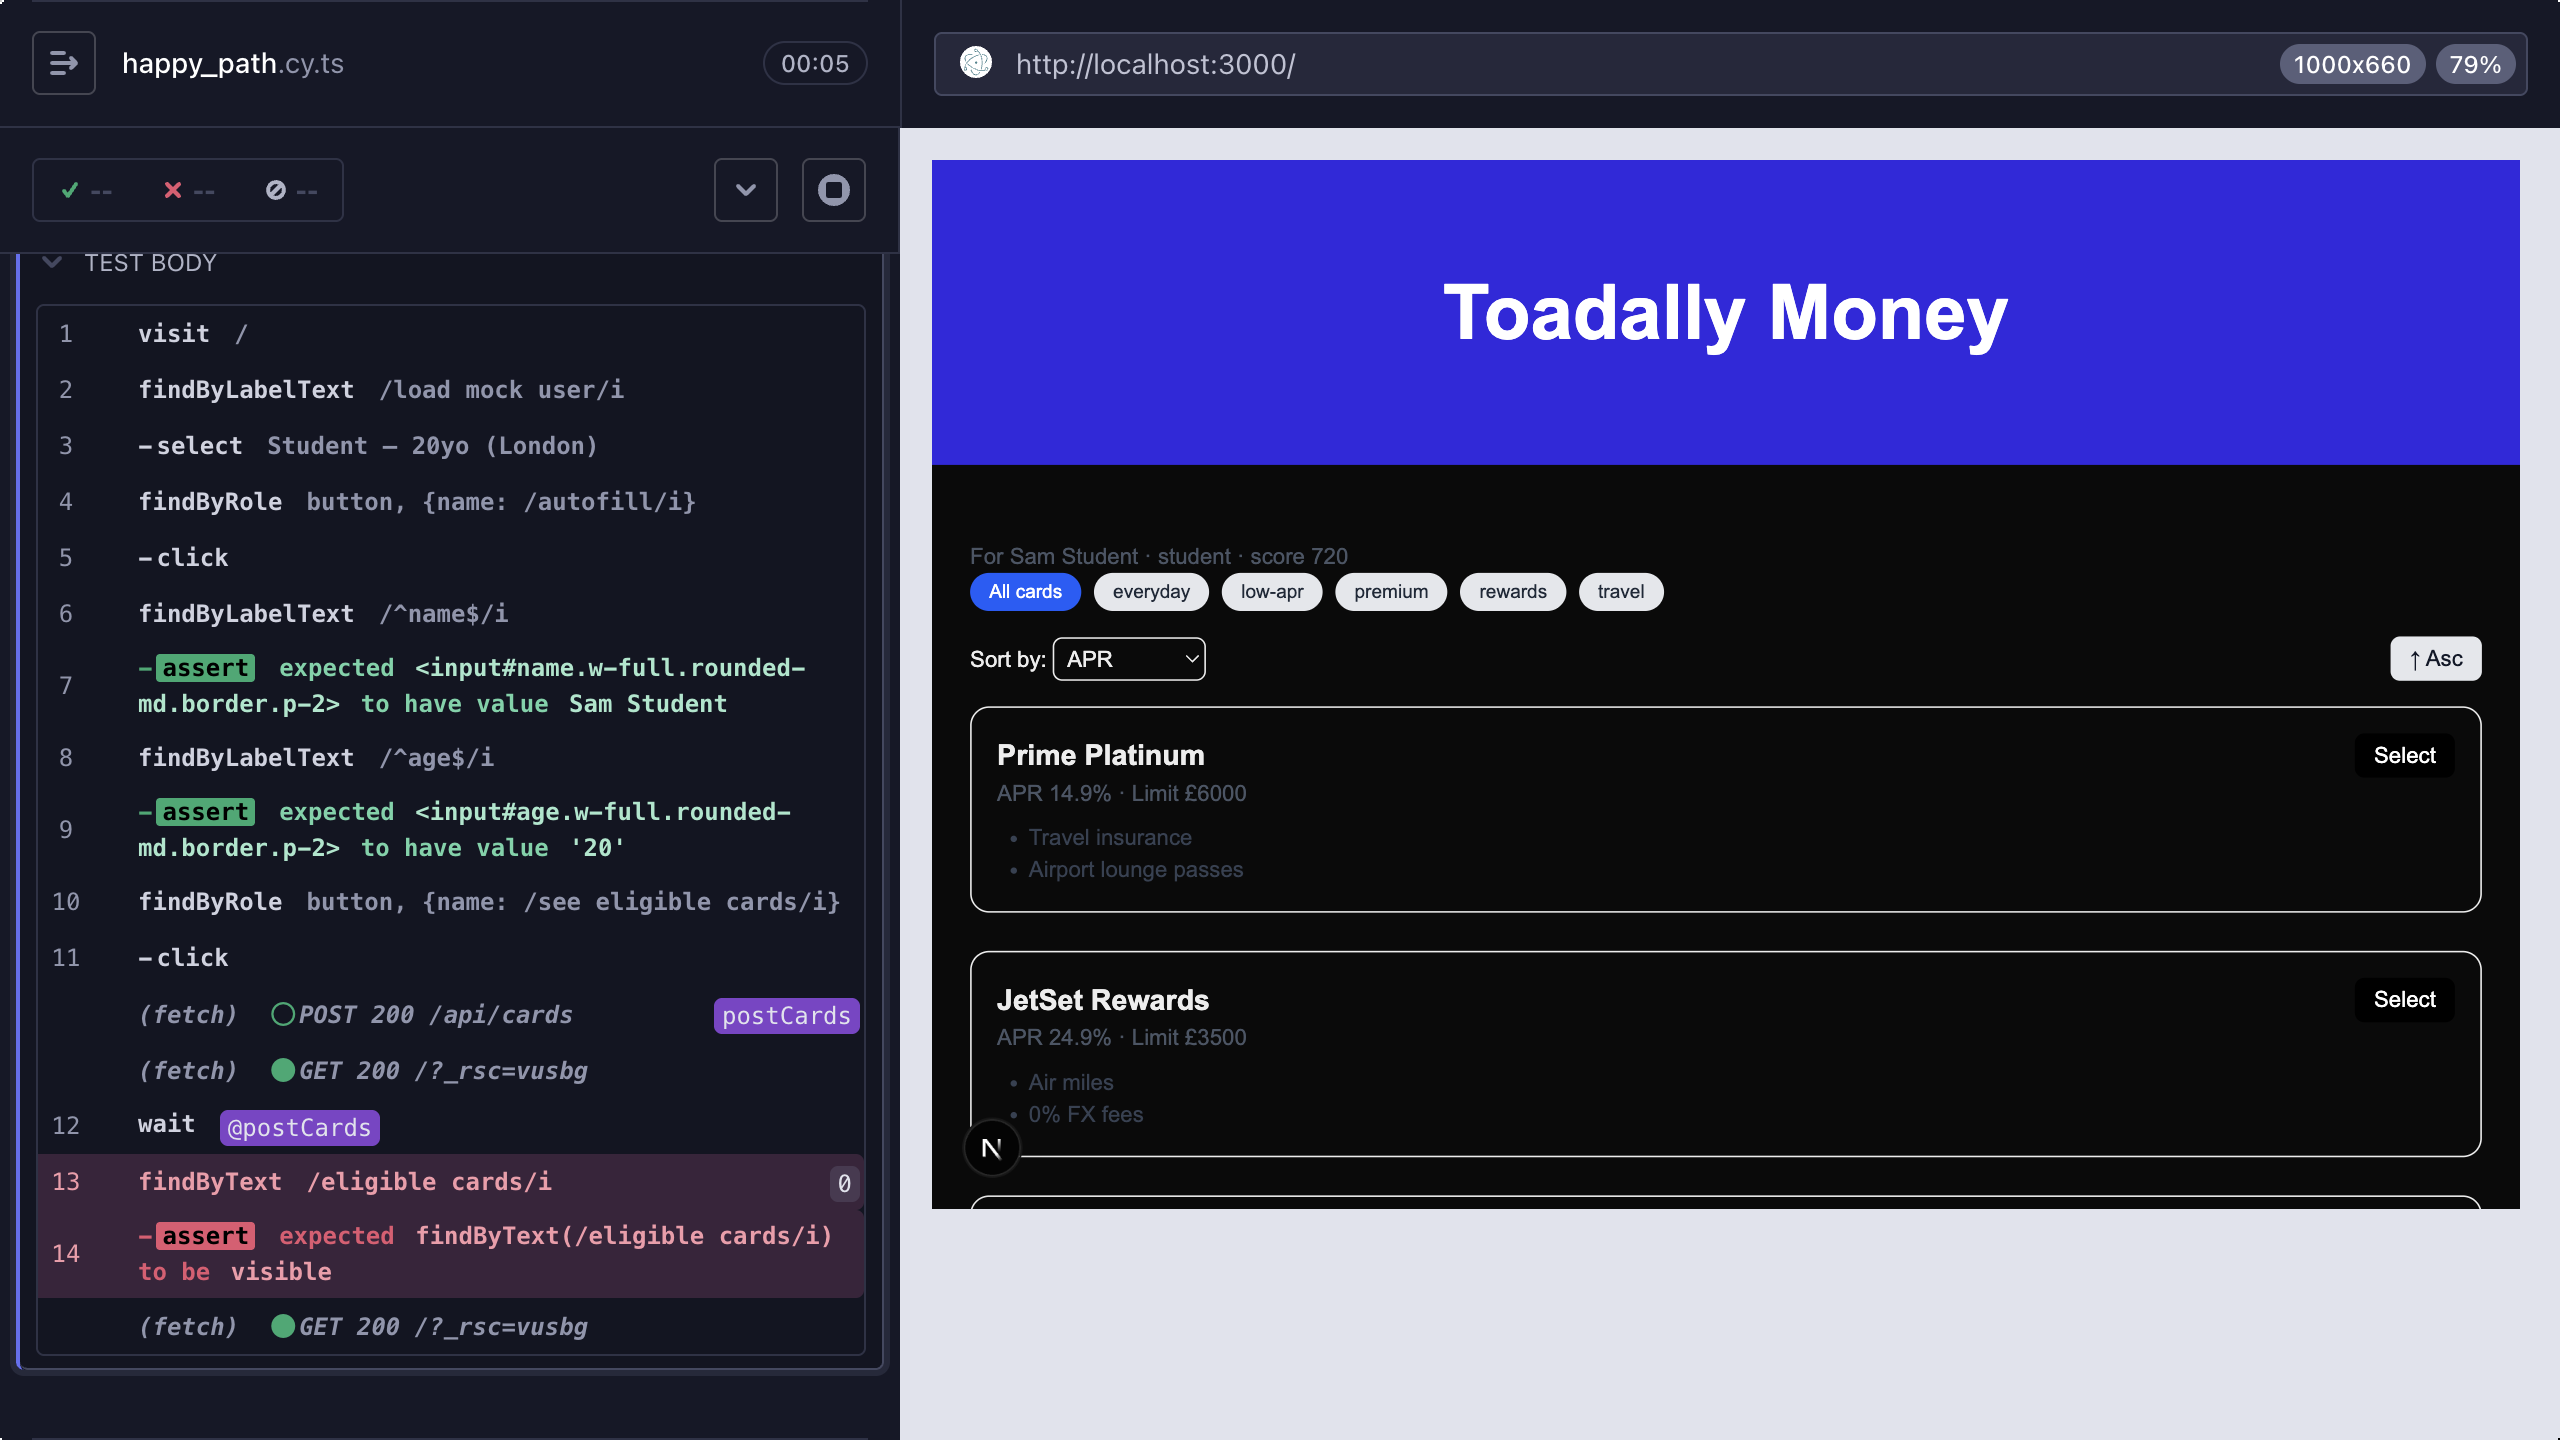 happy_path.cy.ts
00:05
--
--
--
TEST BODY
1 visit /
2 findByLabelText /load mock user/i
3 -select Student – 20yo (London)
4 findByRole button, {name: /autofill/i}
5 -click
6 findByLabelText /^name$/i
7 -assert expected <input#name.w-full.rounded-
md.border.p-2> to have value Sam Student
8 findByLabelText /^age$/i
9 -assert expected <input#age.w-full.rounded-
md.border.p-2> to have value '20'
10 findByRole button, {name: /see eligible cards/i}
11 -click
(fetch) POST 200 /api/cards postCards
(fetch) GET 200 /?_rsc=vusbg
12 wait @postCards
13 findByText /eligible cards/i 0
14 -assert expected findByText(/eligible cards/i)
to be visible
(fetch) GET 200 /?_rsc=vusbg
http://localhost:3000/
1000x660
79%
Toadally Money
For Sam Student · student · score 720
All cards everyday low-apr premium rewards travel
Sort by: APR
↑ Asc
Prime Platinum
Select
APR 14.9% · Limit £6000
• Travel insurance
• Airport lounge passes
JetSet Rewards
Select
APR 24.9% · Limit £3500
• Air miles
• 0% FX fees
N